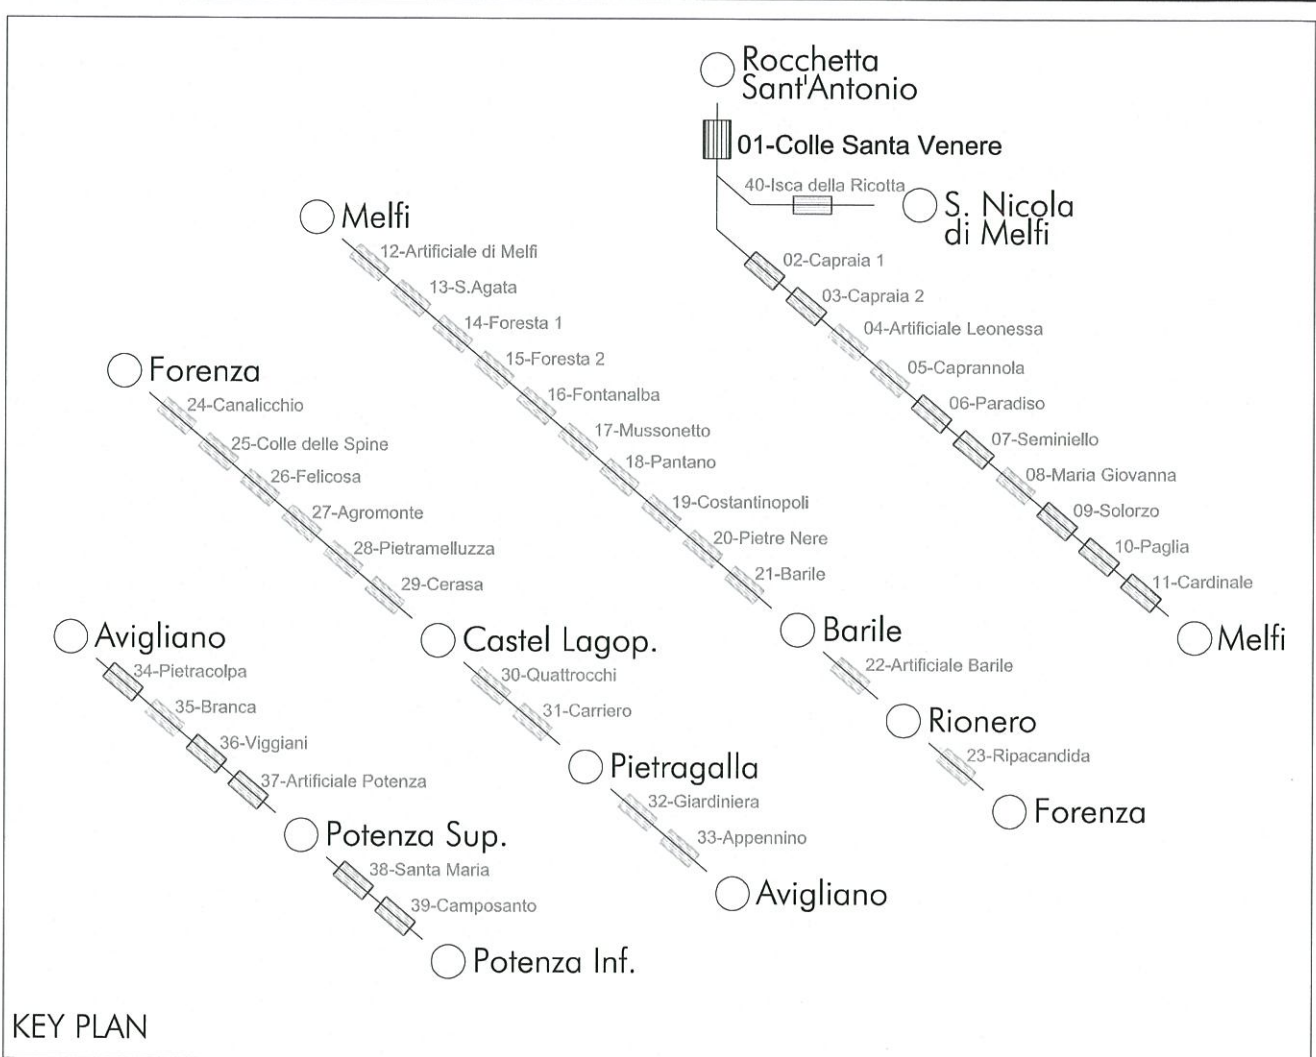 Rocchetta
Sant'Antonio
01-Colle Santa Venere
40-Isca della Ricotta
S. Nicola
di Melfi
02-Capraia 1
03-Capraia 2
04-Artificiale Leonessa
05-Caprannola
06-Paradiso
07-Seminiello
08-Maria Giovanna
09-Solorzo
10-Paglia
11-Cardinale
Melfi
Melfi
12-Artificiale di Melfi
13-S.Agata
14-Foresta 1
15-Foresta 2
16-Fontanalba
17-Mussonetto
18-Pantano
19-Costantinopoli
20-Pietre Nere
21-Barile
Barile
22-Artificiale Barile
Rionero
23-Ripacandida
Forenza
Forenza
24-Canalicchio
25-Colle delle Spine
26-Felicosa
27-Agromonte
28-Pietramelluzza
29-Cerasa
Castel Lagop.
30-Quattrocchi
31-Carriero
Pietragalla
32-Giardiniera
33-Appennino
Avigliano
Avigliano
34-Pietracolpa
35-Branca
36-Viggiani
37-Artificiale Potenza
Potenza Sup.
38-Santa Maria
39-Camposanto
Potenza Inf.
KEY PLAN